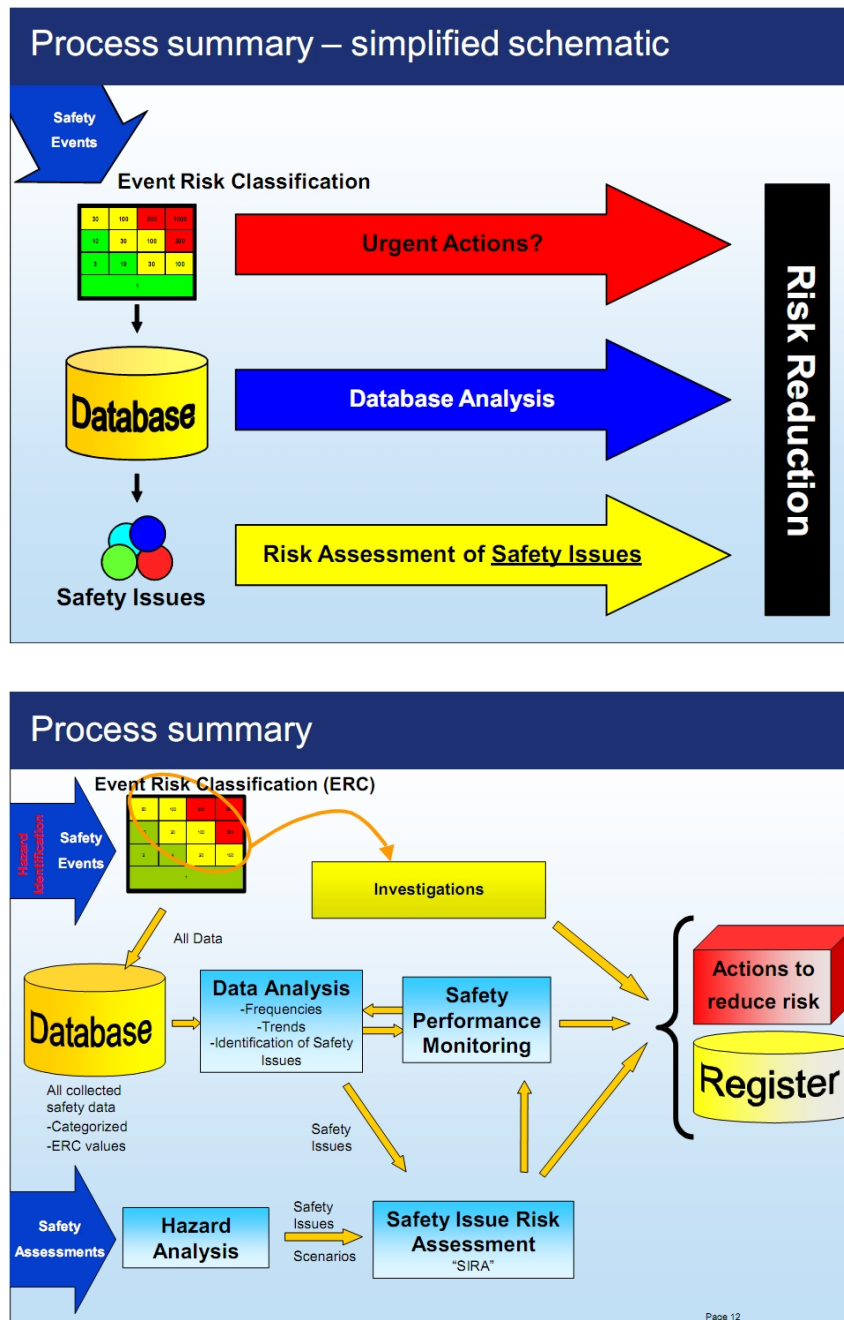 Process summary – simplified schematic
Safety
Events
Event Risk Classification
30 100 300 1000
10 30 100 300
3 10 30 100
1
Urgent Actions?
Database
Database Analysis
Safety Issues
Risk Assessment of Safety Issues
Risk Reduction
Process summary
Event Risk Classification (ERC)
Hazard
Identification
Safety
Events
100
100
100
Investigations
All Data
Database
All collected
safety data
-Categorized
-ERC values
Data Analysis
-Frequencies
-Trends
-Identification of Safety
Issues
Safety
Performance
Monitoring
Actions to
reduce risk
Register
Safety
Issues
Safety
Assessments
Hazard
Analysis
Safety
Issues
Scenarios
Safety Issue Risk
Assessment
“SIRA”
Page 12